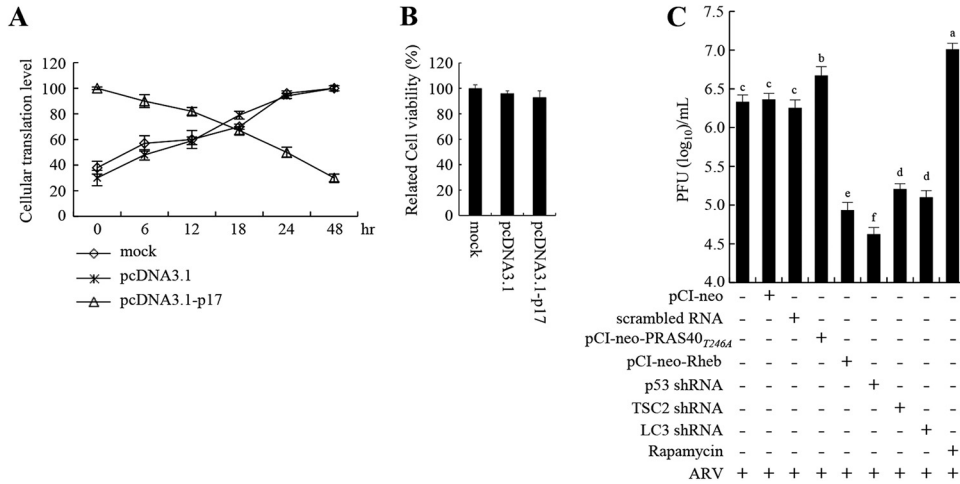 A
Cellular translation level
120
100
80
60
40
20
0
0 6 12 18 24 48 hr
mock
pcDNA3.1
pcDNA3.1-p17
B
Related Cell viability (%)
120
100
80
60
40
20
0
mock
pcDNA3.1
pcDNA3.1-p17
C
PFU (log10)/mL
7.5
7.0
6.5
6.0
5.5
5.0
4.5
4.0
c c c b e f d d a
pCI-neo - + - - - - - - -
scrambled RNA - - + - - - - - -
pCI-neo-PRAS40T246A - - - + - - - - -
pCI-neo-Rheb - - - - + - - - -
p53 shRNA - - - - - + - - -
TSC2 shRNA - - - - - - + - -
LC3 shRNA - - - - - - - + -
Rapamycin - - - - - - - - +
ARV + + + + + + + + +